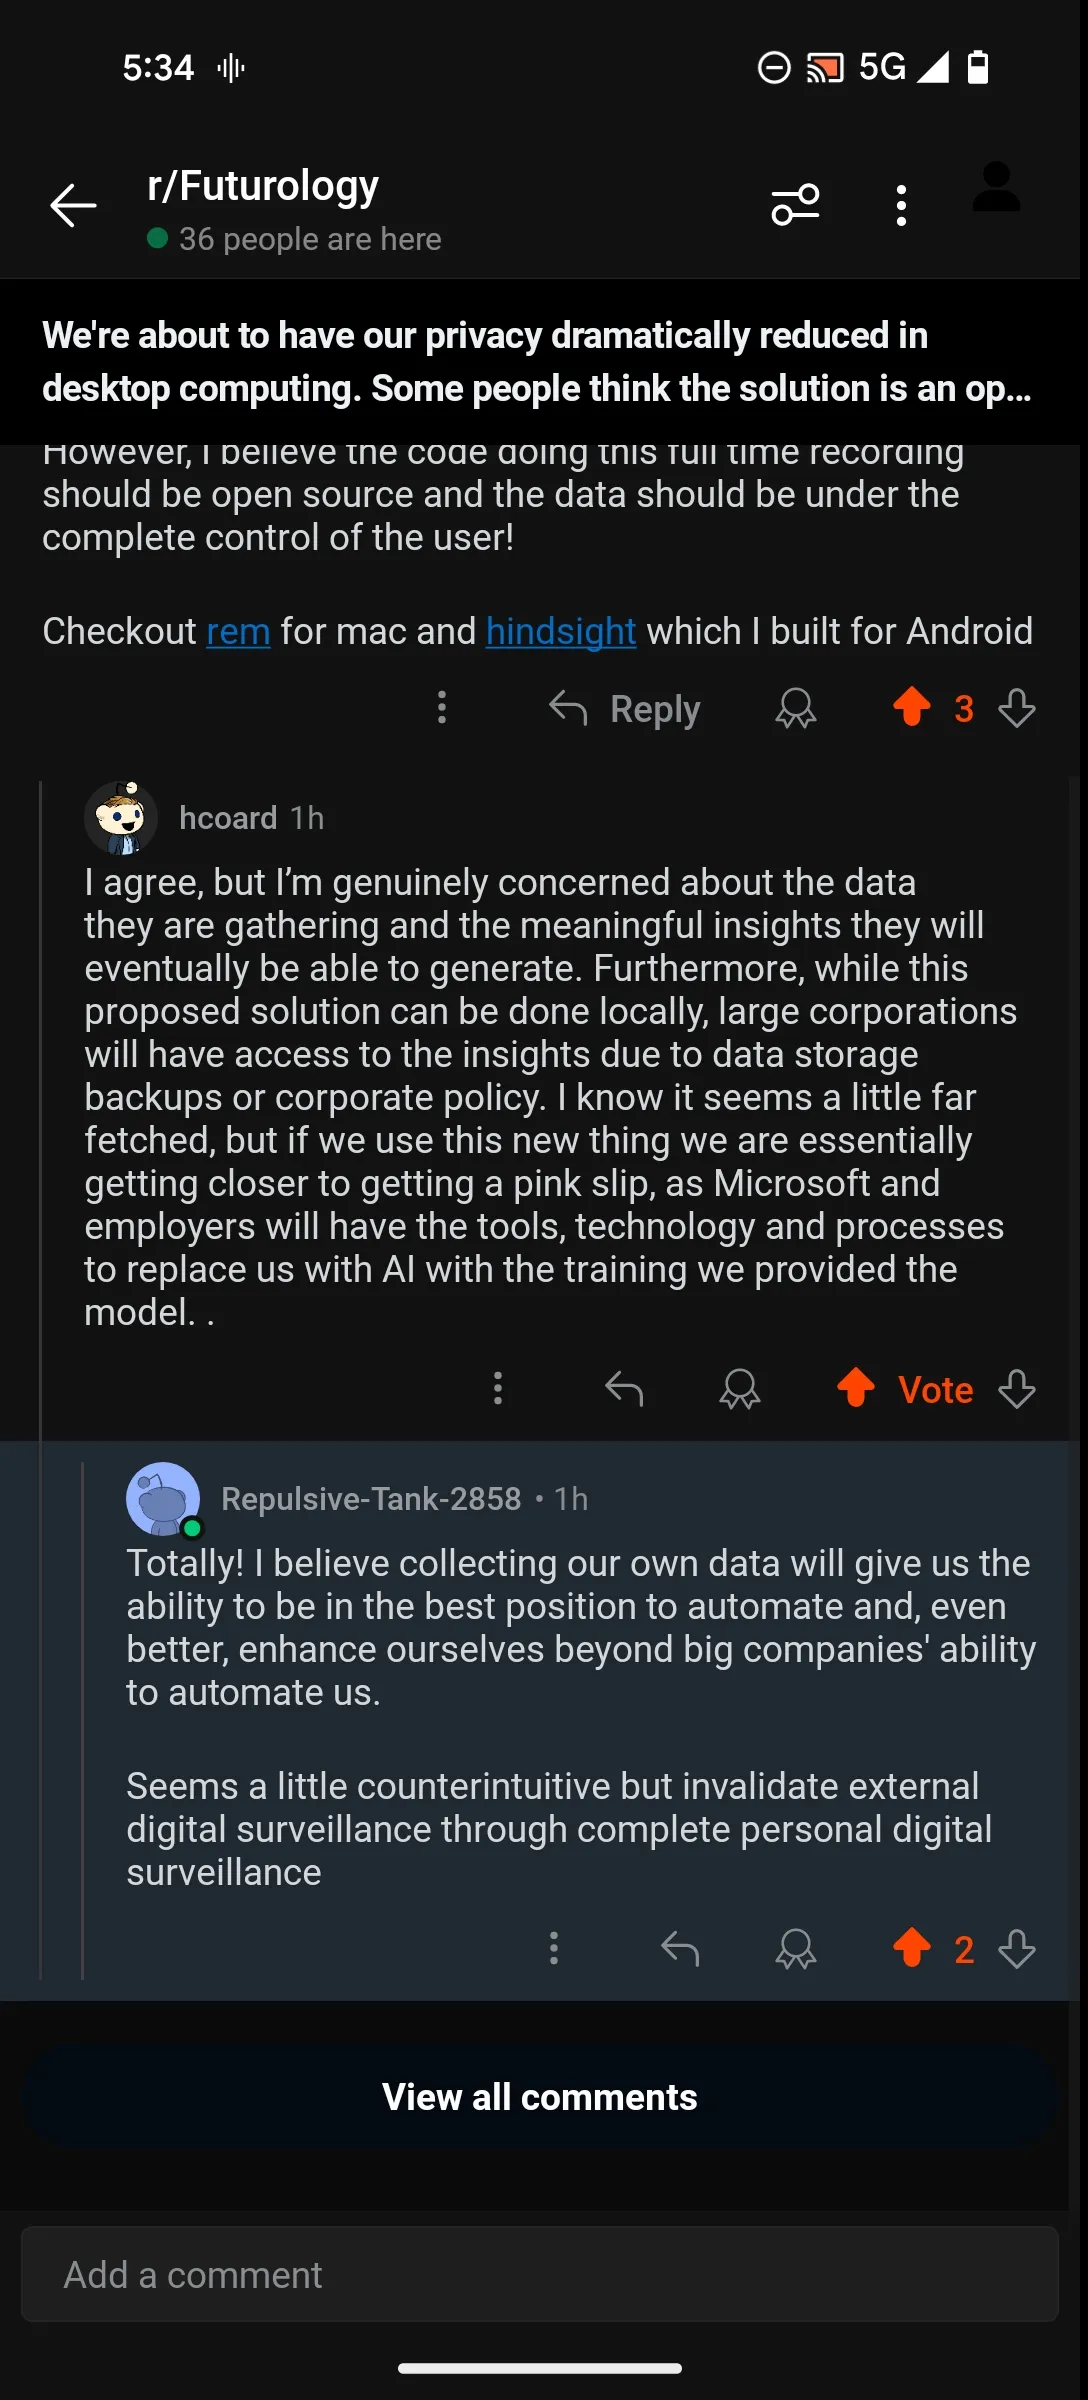 5:34
5G
r/Futurology
36 people are here
We're about to have our privacy dramatically reduced in
desktop computing. Some people think the solution is an op...
However, I believe the code doing this full time recording
should be open source and the data should be under the
complete control of the user!
Checkout rem for mac and hindsight which I built for Android
Reply
3
hcoard 1h
I agree, but I’m genuinely concerned about the data
they are gathering and the meaningful insights they will
eventually be able to generate. Furthermore, while this
proposed solution can be done locally, large corporations
will have access to the insights due to data storage
backups or corporate policy. I know it seems a little far
fetched, but if we use this new thing we are essentially
getting closer to getting a pink slip, as Microsoft and
employers will have the tools, technology and processes
to replace us with AI with the training we provided the
model. .
Vote
Repulsive-Tank-2858 • 1h
Totally! I believe collecting our own data will give us the
ability to be in the best position to automate and, even
better, enhance ourselves beyond big companies' ability
to automate us.
Seems a little counterintuitive but invalidate external
digital surveillance through complete personal digital
surveillance
2
View all comments
Add a comment